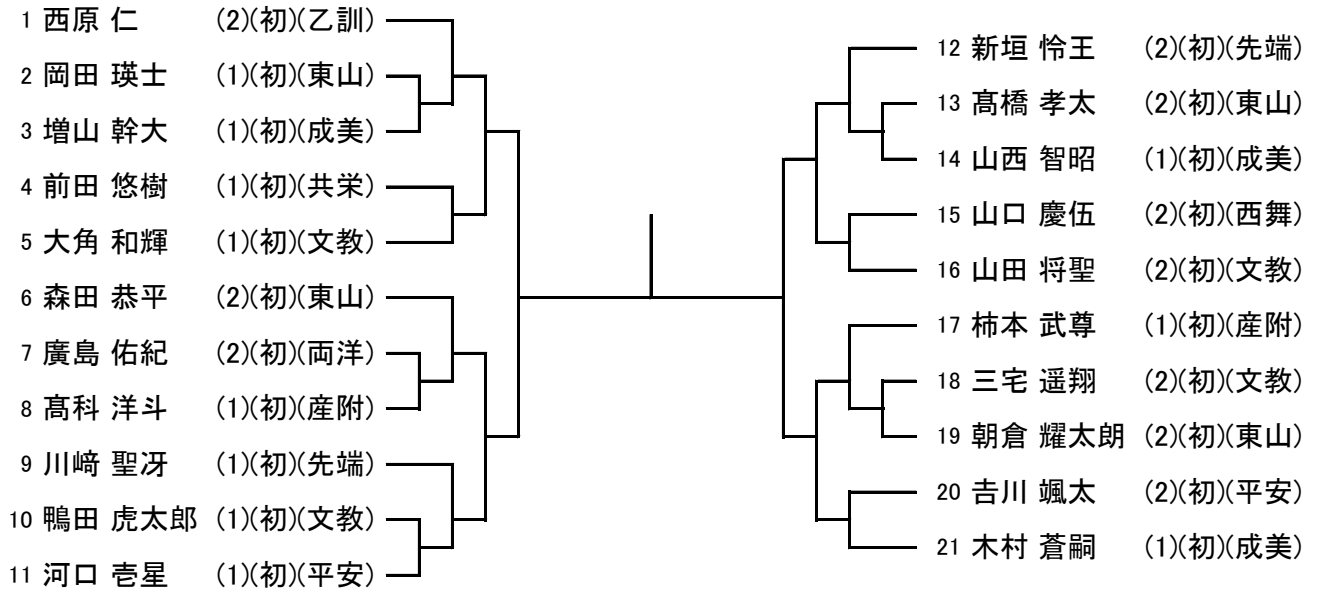 1 西原 仁 (2)(初)(乙訓)
2 岡田 瑛士 (1)(初)(東山)
3 増山 幹大 (1)(初)(成美)
4 前田 悠樹 (1)(初)(共栄)
5 大角 和輝 (1)(初)(文教)
6 森田 恭平 (2)(初)(東山)
7 廣島 佑紀 (2)(初)(両洋)
8 髙科 洋斗 (1)(初)(産附)
9 川﨑 聖冴 (1)(初)(先端)
10 鴨田 虎太郎 (1)(初)(文教)
11 河口 壱星 (1)(初)(平安)
12 新垣 怜王 (2)(初)(先端)
13 髙橋 孝太 (2)(初)(東山)
14 山西 智昭 (1)(初)(成美)
15 山口 慶伍 (2)(初)(西舞)
16 山田 将聖 (2)(初)(文教)
17 柿本 武尊 (1)(初)(産附)
18 三宅 遥翔 (2)(初)(文教)
19 朝倉 耀太朗 (2)(初)(東山)
20 𠮷川 颯太 (2)(初)(平安)
21 木村 蒼嗣 (1)(初)(成美)